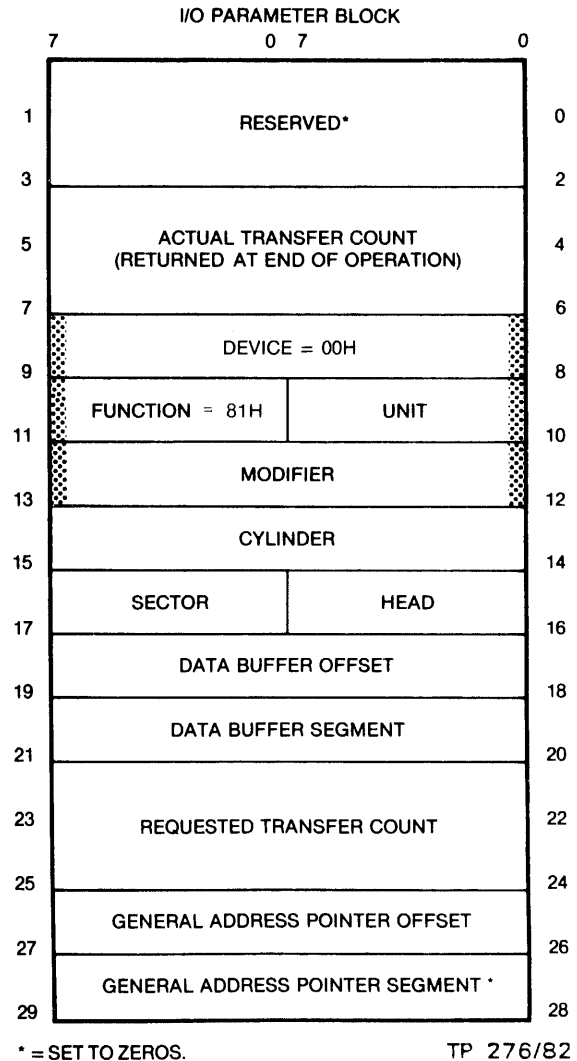 I/O PARAMETER BLOCK
7 0 7 0
1 RESERVED* 0
3 2
5 ACTUAL TRANSFER COUNT 4
(RETURNED AT END OF OPERATION)
7 6
DEVICE = 00H
9 8
FUNCTION = 81H UNIT
11 10
MODIFIER
13 12
CYLINDER
15 14
SECTOR HEAD
17 16
DATA BUFFER OFFSET
19 18
DATA BUFFER SEGMENT
21 20
23 REQUESTED TRANSFER COUNT 22
25 24
GENERAL ADDRESS POINTER OFFSET
27 26
GENERAL ADDRESS POINTER SEGMENT *
29 28
* = SET TO ZEROS. TP 276/82